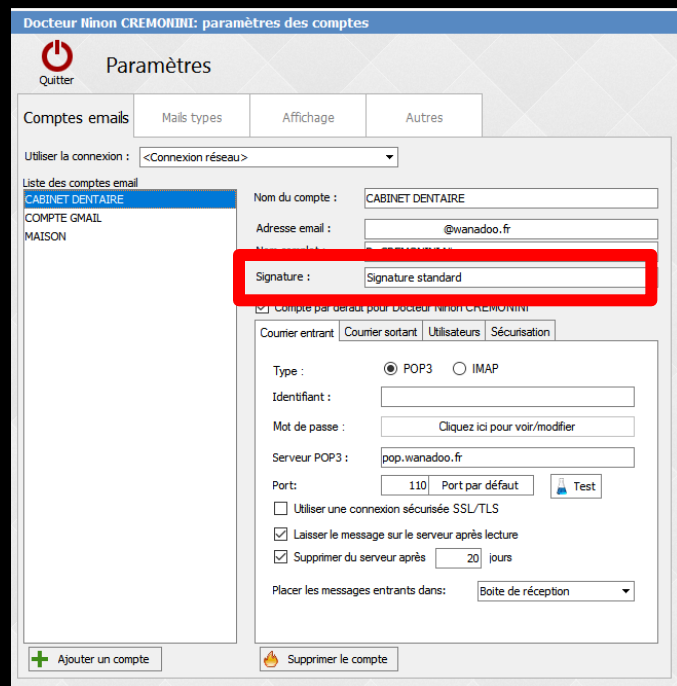 Docteur Ninon CREMONINI: paramètres des comptes
Quitter
Paramètres
Comptes emails Mails types Affichage Autres
Utiliser la connexion : <Connexion réseau>
Liste des comptes email
CABINET DENTAIRE
COMPTE GMAIL
MAISON
Nom du compte : CABINET DENTAIRE
Adresse email : @wanadoo.fr
Signature : Signature standard
Compte par défaut pour Docteur Ninon CREMONINI
Courrier entrant Courrier sortant Utilisateurs Sécurisation
Type : POP3 IMAP
Identifiant :
Mot de passe : Cliquez ici pour voir/modifier
Serveur POP3 : pop.wanadoo.fr
Port: 110 Port par défaut Test
Utiliser une connexion sécurisée SSL/TLS
Laisser le message sur le serveur après lecture
Supprimer du serveur après 20 jours
Placer les messages entrants dans: Boite de réception
Ajouter un compte Supprimer le compte